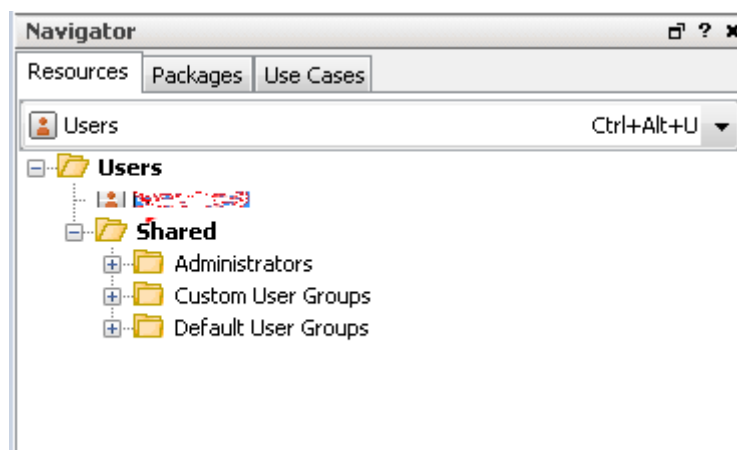 Navigator ?
Resources Packages Use Cases
Users Ctrl+Alt+U
Users
Shared
Administrators
Custom User Groups
Default User Groups